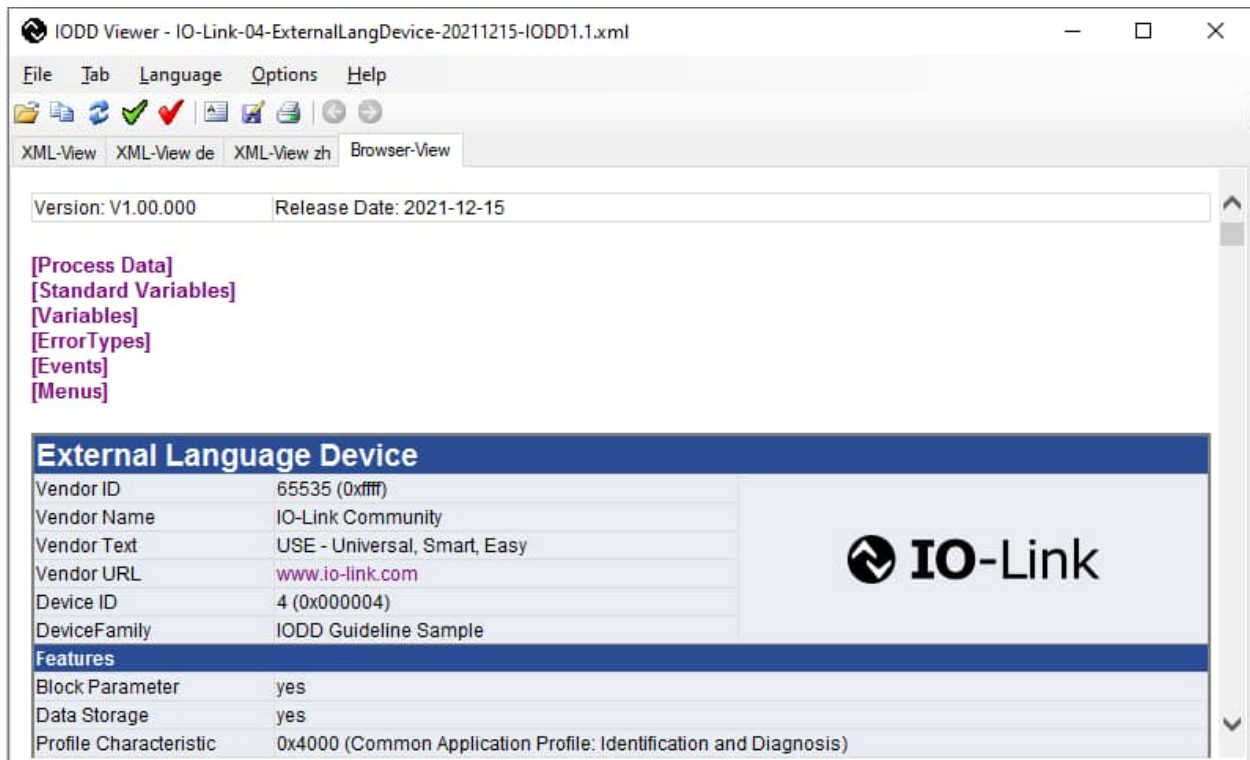 IODD Viewer - IO-Link-04-ExternalLangDevice-20211215-IODD1.1.xml
File Tab Language Options Help
XML-View XML-View de XML-View zh Browser-View
Version: V1.00.000 Release Date: 2021-12-15
[Process Data]
[Standard Variables]
[Variables]
[ErrorTypes]
[Events]
[Menus]
External Language Device
Vendor ID 65535 (0xffff)
Vendor Name IO-Link Community
Vendor Text USE - Universal, Smart, Easy
Vendor URL www.io-link.com
Device ID 4 (0x000004)
DeviceFamily IODD Guideline Sample
IO-Link
Features
Block Parameter yes
Data Storage yes
Profile Characteristic 0x4000 (Common Application Profile: Identification and Diagnosis)